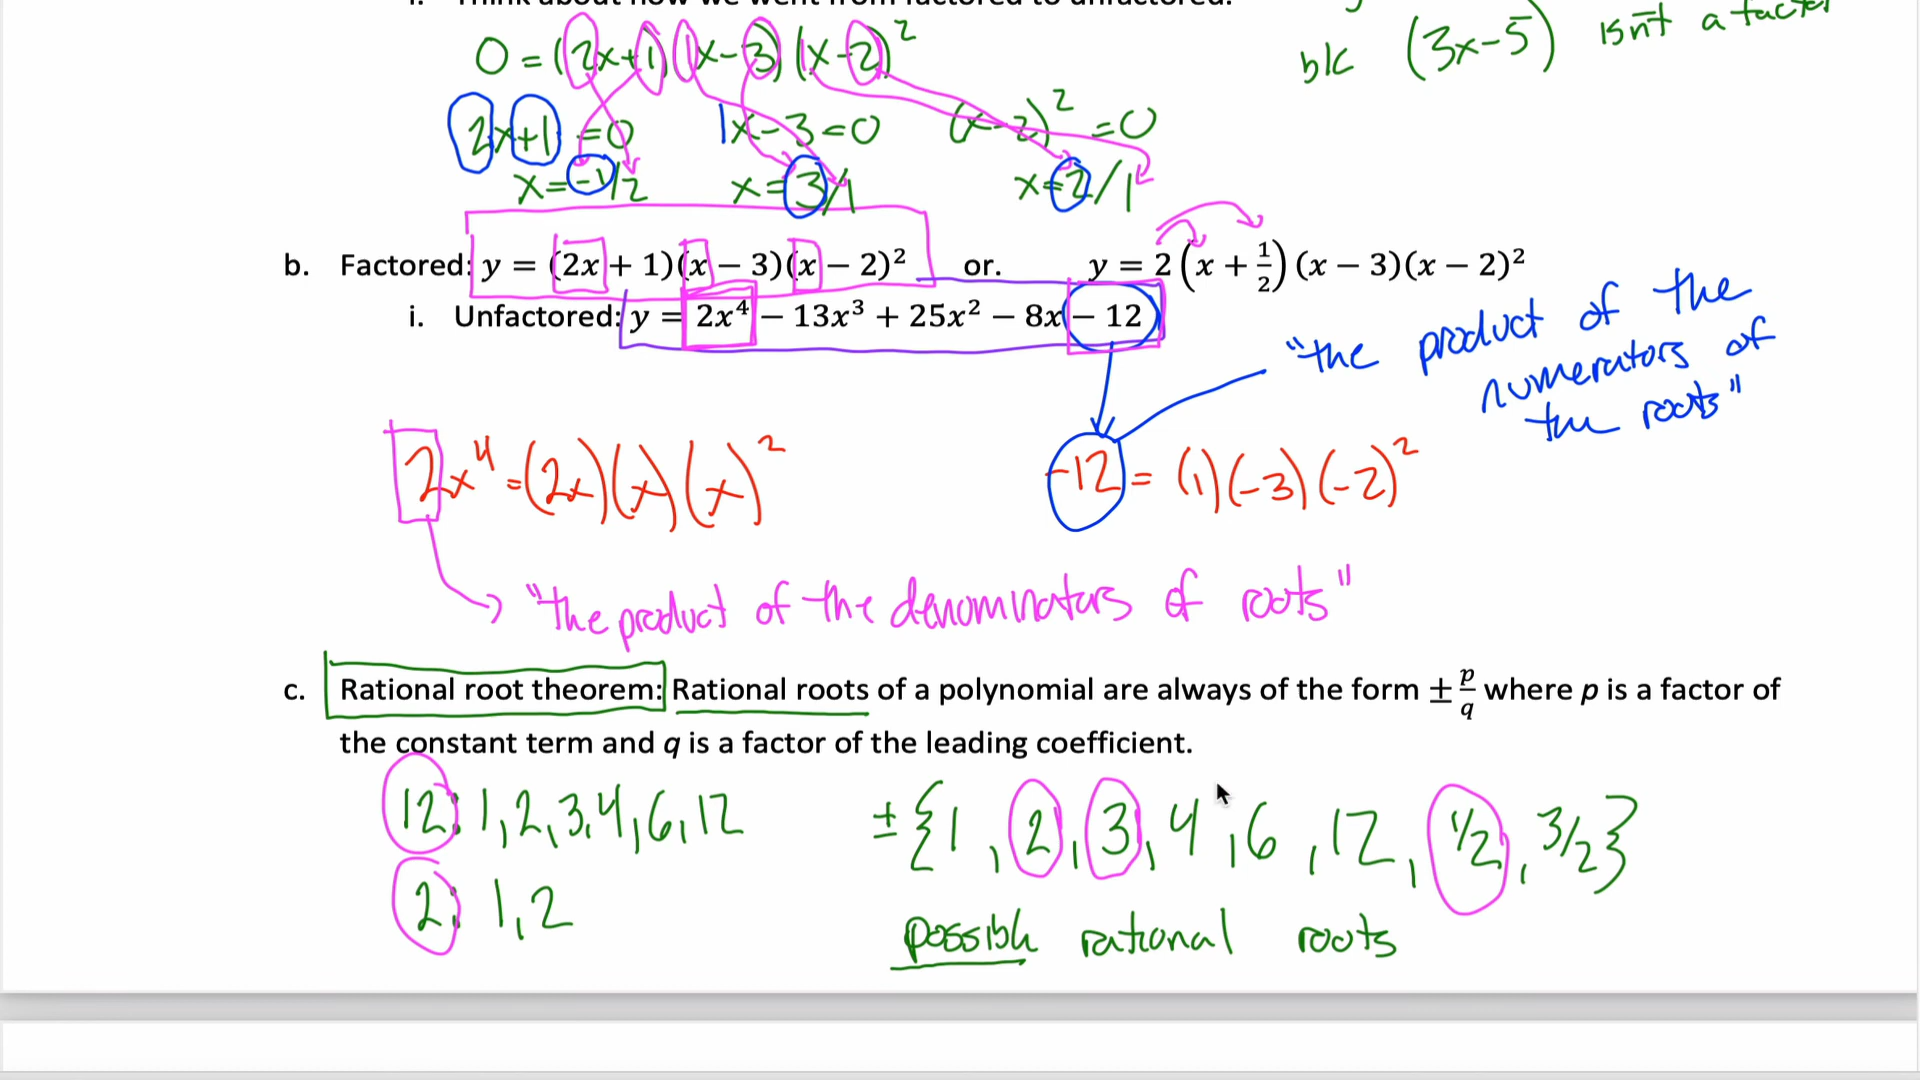 0 = (2x+1)(1x-3)(x-2)²
b/c (3x-5) isn't a factor
2x+1=0 1x-3=0 (x-2)²=0
x=-1/2 x=3/1 x=2/1
b. Factored: y = (2x + 1)(x − 3)(x − 2)² or. y = 2(x + 1/2)(x − 3)(x − 2)²
i. Unfactored: y = 2x⁴ − 13x³ + 25x² − 8x − 12
"the product of the
numerators of
the roots"
2x⁴=(2x)(x)(x)² -12 = (1)(-3)(-2)²
"the product of the denominators of roots"
c. Rational root theorem: Rational roots of a polynomial are always of the form ± p/q where p is a factor of
the constant term and q is a factor of the leading coefficient.
12: 1,2,3,4,6,12 ±{1, 2, 3, 4, 6, 12, 1/2, 3/2}
2: 1,2
possible rational roots